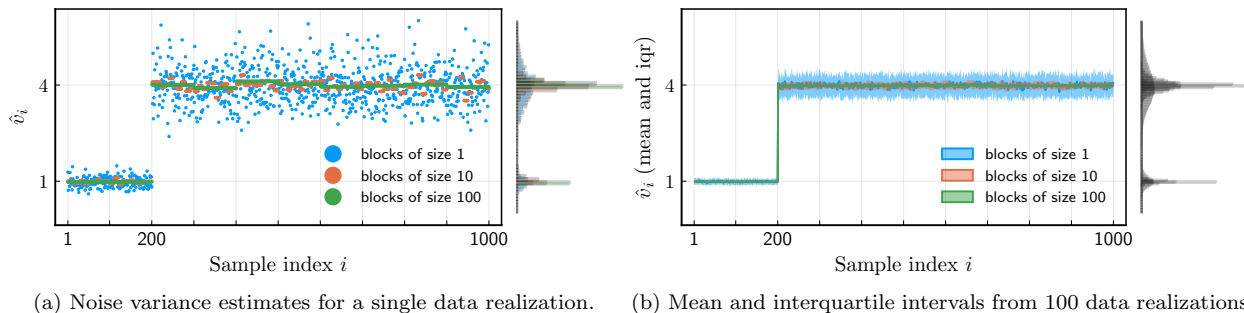 4
1
v̂ᵢ
blocks of size 1
blocks of size 10
blocks of size 100
1
200
1000
Sample index i
(a) Noise variance estimates for a single data realization.
4
1
v̂ᵢ (mean and iqr)
blocks of size 1
blocks of size 10
blocks of size 100
1
200
1000
Sample index i
(b) Mean and interquartile intervals from 100 data realizations